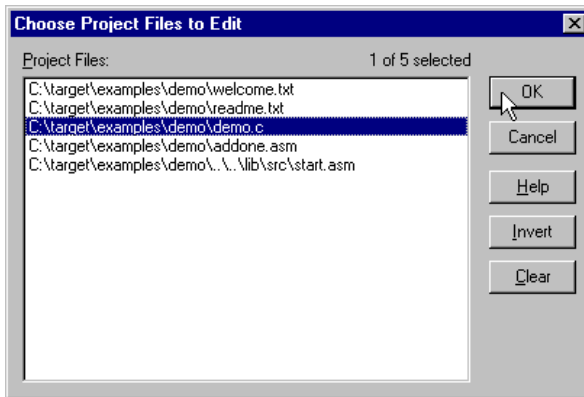 Choose Project Files to Edit
Project Files: 1 of 5 selected
C:\target\examples\demo\welcome.txt
C:\target\examples\demo\readme.txt
C:\target\examples\demo\demo.c
C:\target\examples\demo\addone.asm
C:\target\examples\demo\..\..\lib\src\start.asm
OK
Cancel
Help
Invert
Clear